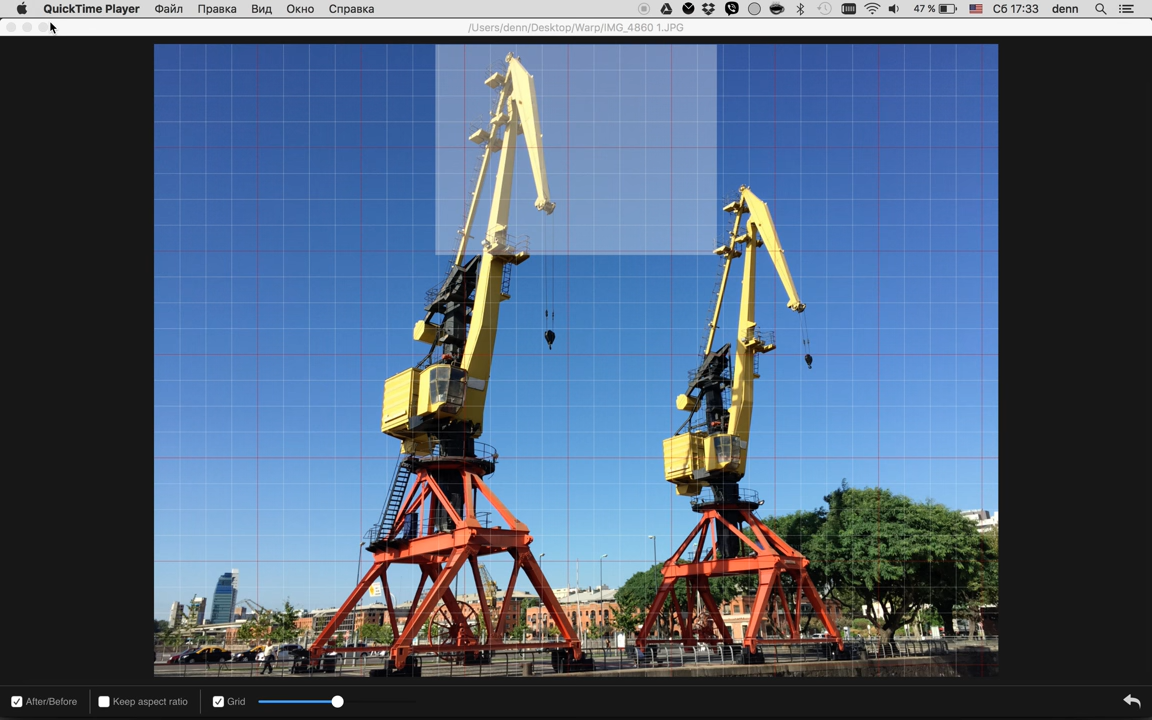 QuickTime Player Файл Правка Вид Окно Справка 47 % Сб 17:33 denn
/Users/denn/Desktop/Warp/IMG_4860 1.JPG
After/Before Keep aspect ratio Grid